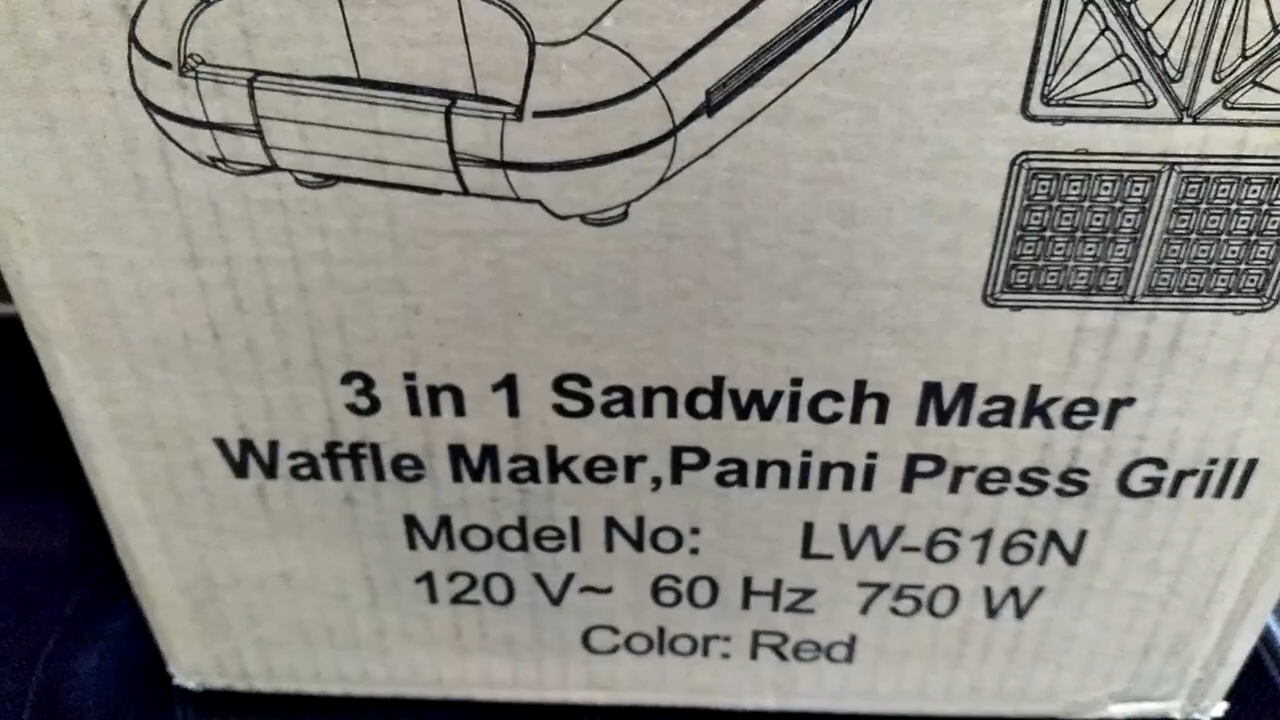 3 in 1 Sandwich Maker
Waffle Maker,Panini Press Grill
Model No: LW-616N
120 V~ 60 Hz 750 W
Color: Red